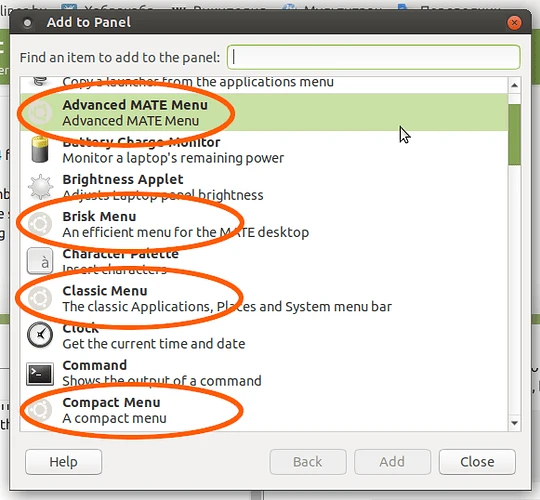 Хабрахабр
Википедия
Мультитран
Переводчик
Add to Panel
Find an item to add to the panel:
Copy a launcher from the applications menu
Advanced MATE Menu
Advanced MATE Menu
Battery Charge Monitor
Monitor a laptop's remaining power
Brightness Applet
Adjusts Laptop panel brightness
Brisk Menu
An efficient menu for the MATE desktop
Character Palette
Insert characters
Classic Menu
The classic Applications, Places and System menu bar
Clock
Get the current time and date
Command
Shows the output of a command
Compact Menu
A compact menu
Help
Back
Add
Close